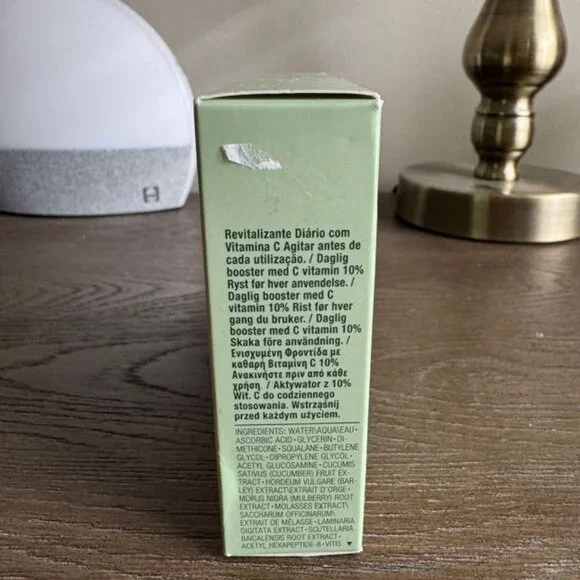 Revitalizante Diário com
Vitamina C Agitar antes de
cada utilização. / Daglig
booster med C vitamin 10%
Ryst før hver anvendelse. /
Daglig booster med C
vitamin 10% Rist før hver
gang du bruker. / Daglig
booster med C vitamin 10%
Skaka före användning. /
Ενισχυμένη Φροντίδα με
καθαρή Βιταμίνη C 10%
Ανακινήστε πριν από κάθε
χρήση. / Aktywator z 10%
Wit. C do codziennego
stosowania. Wstrząśnij
przed każdym użyciem.
INGREDIENTS: WATER\AQUA\EAU •
ASCORBIC ACID • GLYCERIN • DI-
METHICONE • SQUALANE • BUTYLENE
GLYCOL • DIPROPYLENE GLYCOL •
ACETYL GLUCOSAMINE • CUCUMIS
SATIVUS (CUCUMBER) FRUIT EX-
TRACT • HORDEUM VULGARE (BAR-
LEY) EXTRACT\EXTRAIT D'ORGE •
MORUS NIGRA (MULBERRY) ROOT
EXTRACT • MOLASSES EXTRACT\
SACCHARUM OFFICINARUM\
EXTRAIT DE MÉLASSE • LAMINARIA
DIGITATA EXTRACT • SCUTELLARIA
BAICALENSIS ROOT EXTRACT •
ACETYL HEXAPEPTIDE-8 • VITIS